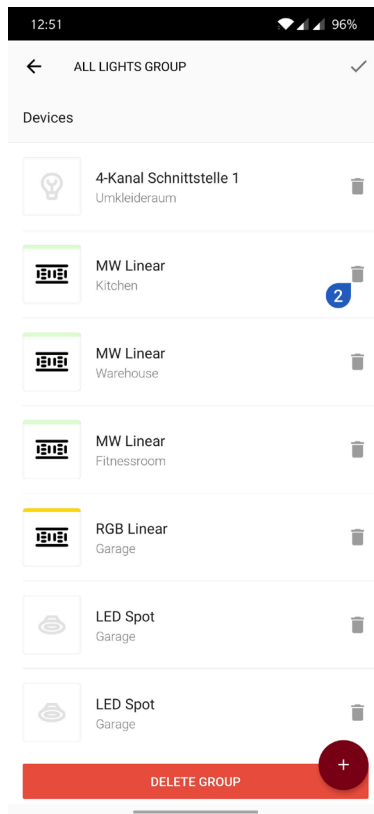 12:51
96%
ALL LIGHTS GROUP
Devices
4-Kanal Schnittstelle 1
Umkleideraum
MW Linear
Kitchen
2
MW Linear
Warehouse
MW Linear
Fitnessroom
RGB Linear
Garage
LED Spot
Garage
LED Spot
Garage
DELETE GROUP
+